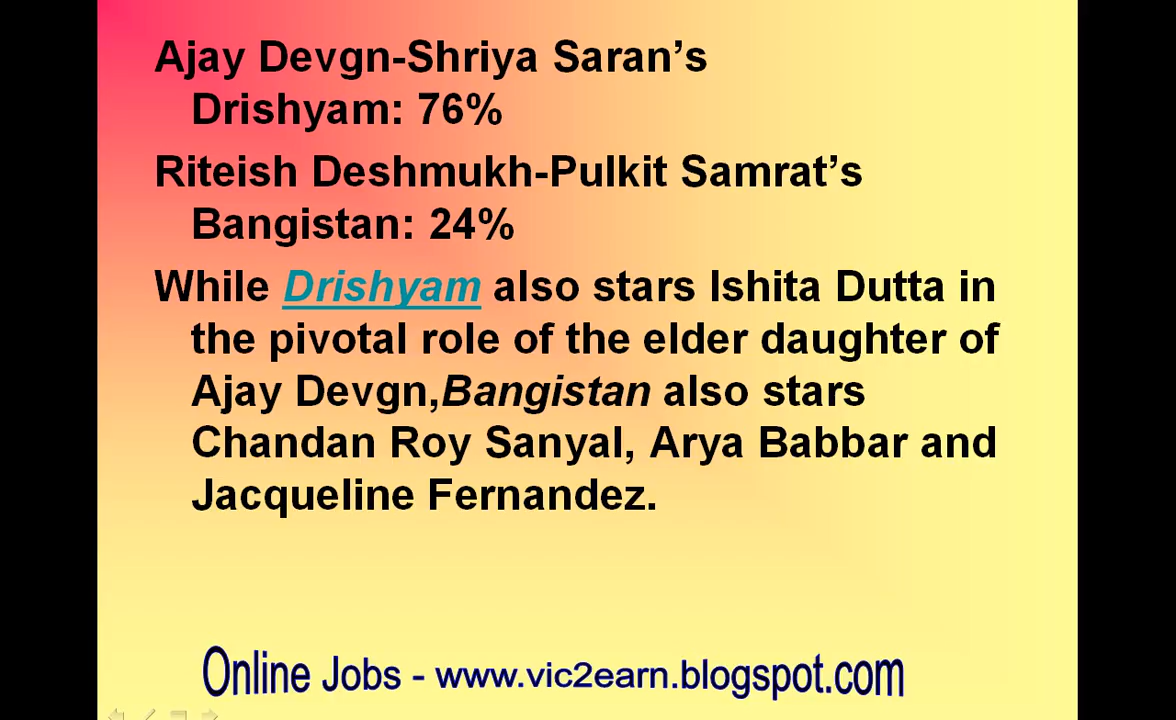 Ajay Devgn-Shriya Saran’s
Drishyam: 76%
Riteish Deshmukh-Pulkit Samrat’s
Bangistan: 24%
While Drishyam also stars Ishita Dutta in
the pivotal role of the elder daughter of
Ajay Devgn,Bangistan also stars
Chandan Roy Sanyal, Arya Babbar and
Jacqueline Fernandez.
Online Jobs - www.vic2earn.blogspot.com